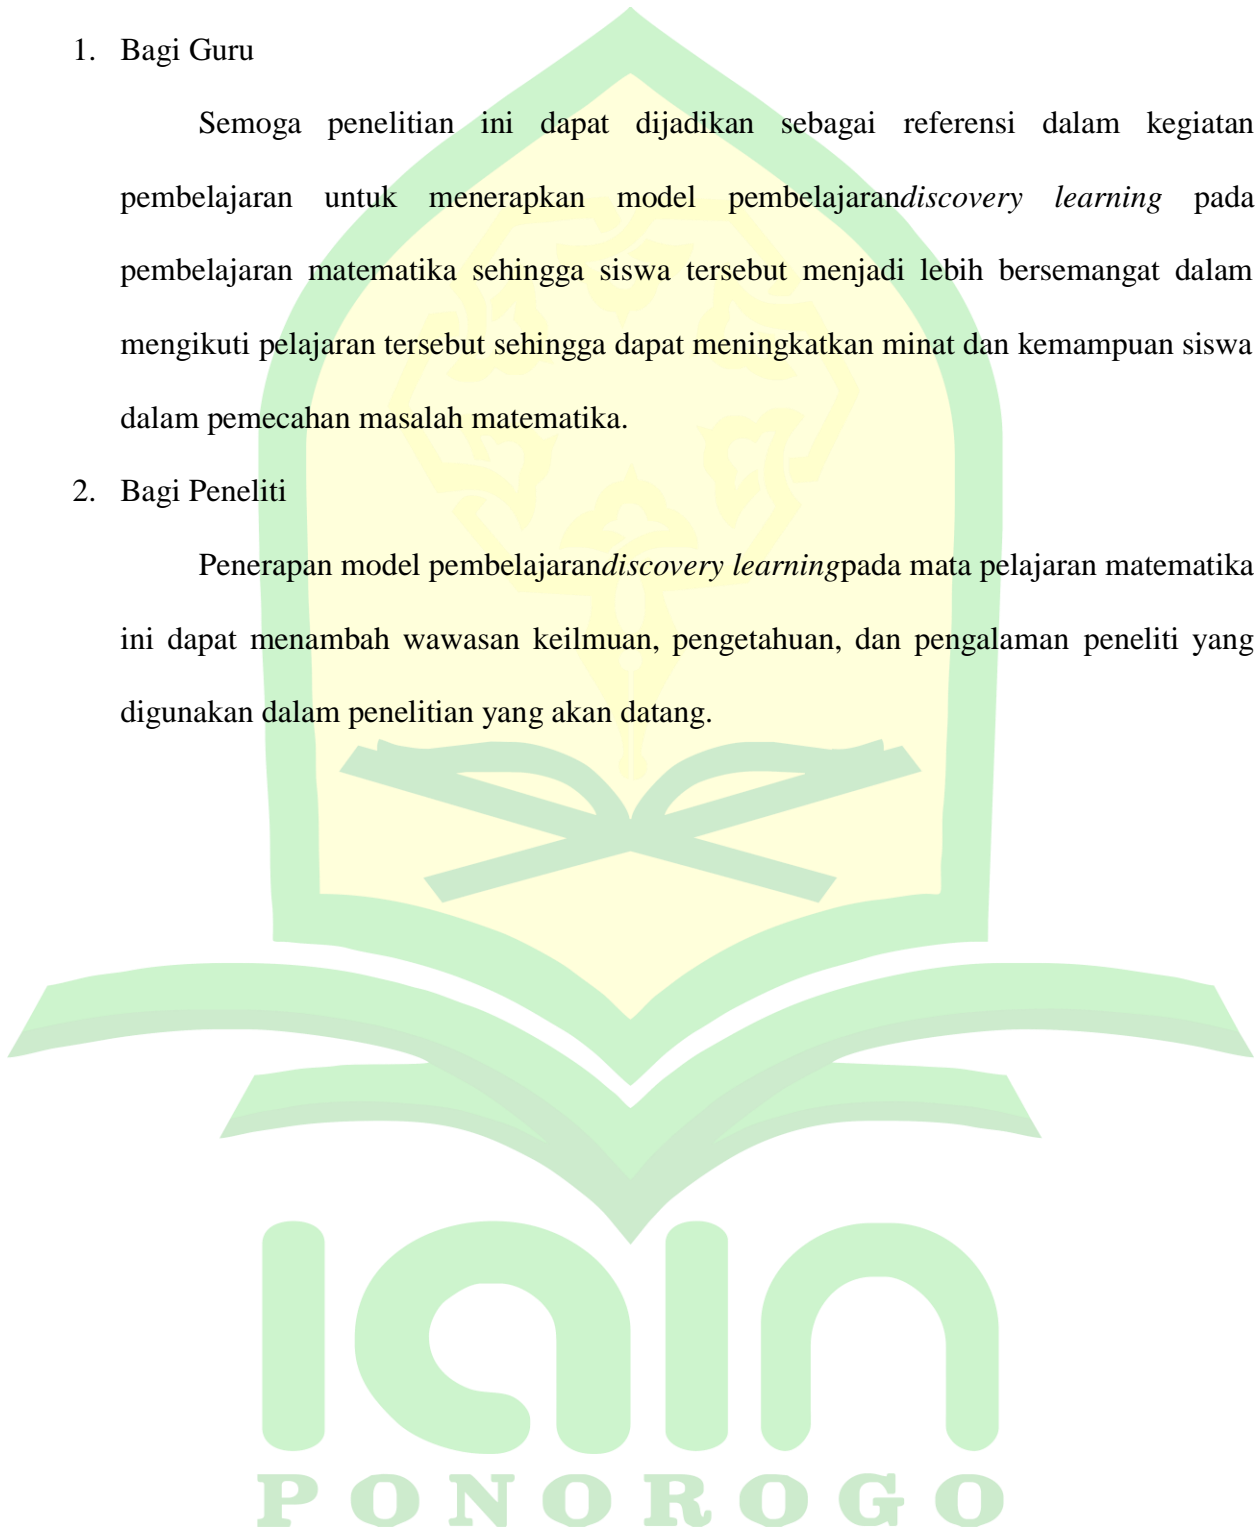 1. Bagi Guru
Semoga penelitian ini dapat dijadikan sebagai referensi dalam kegiatan
pembelajaran untuk menerapkan model pembelajarandiscovery learning pada
pembelajaran matematika sehingga siswa tersebut menjadi lebih bersemangat dalam
mengikuti pelajaran tersebut sehingga dapat meningkatkan minat dan kemampuan siswa
dalam pemecahan masalah matematika.
2. Bagi Peneliti
Penerapan model pembelajarandiscovery learningpada mata pelajaran matematika
ini dapat menambah wawasan keilmuan, pengetahuan, dan pengalaman peneliti yang
digunakan dalam penelitian yang akan datang.
iain
PONOROGO